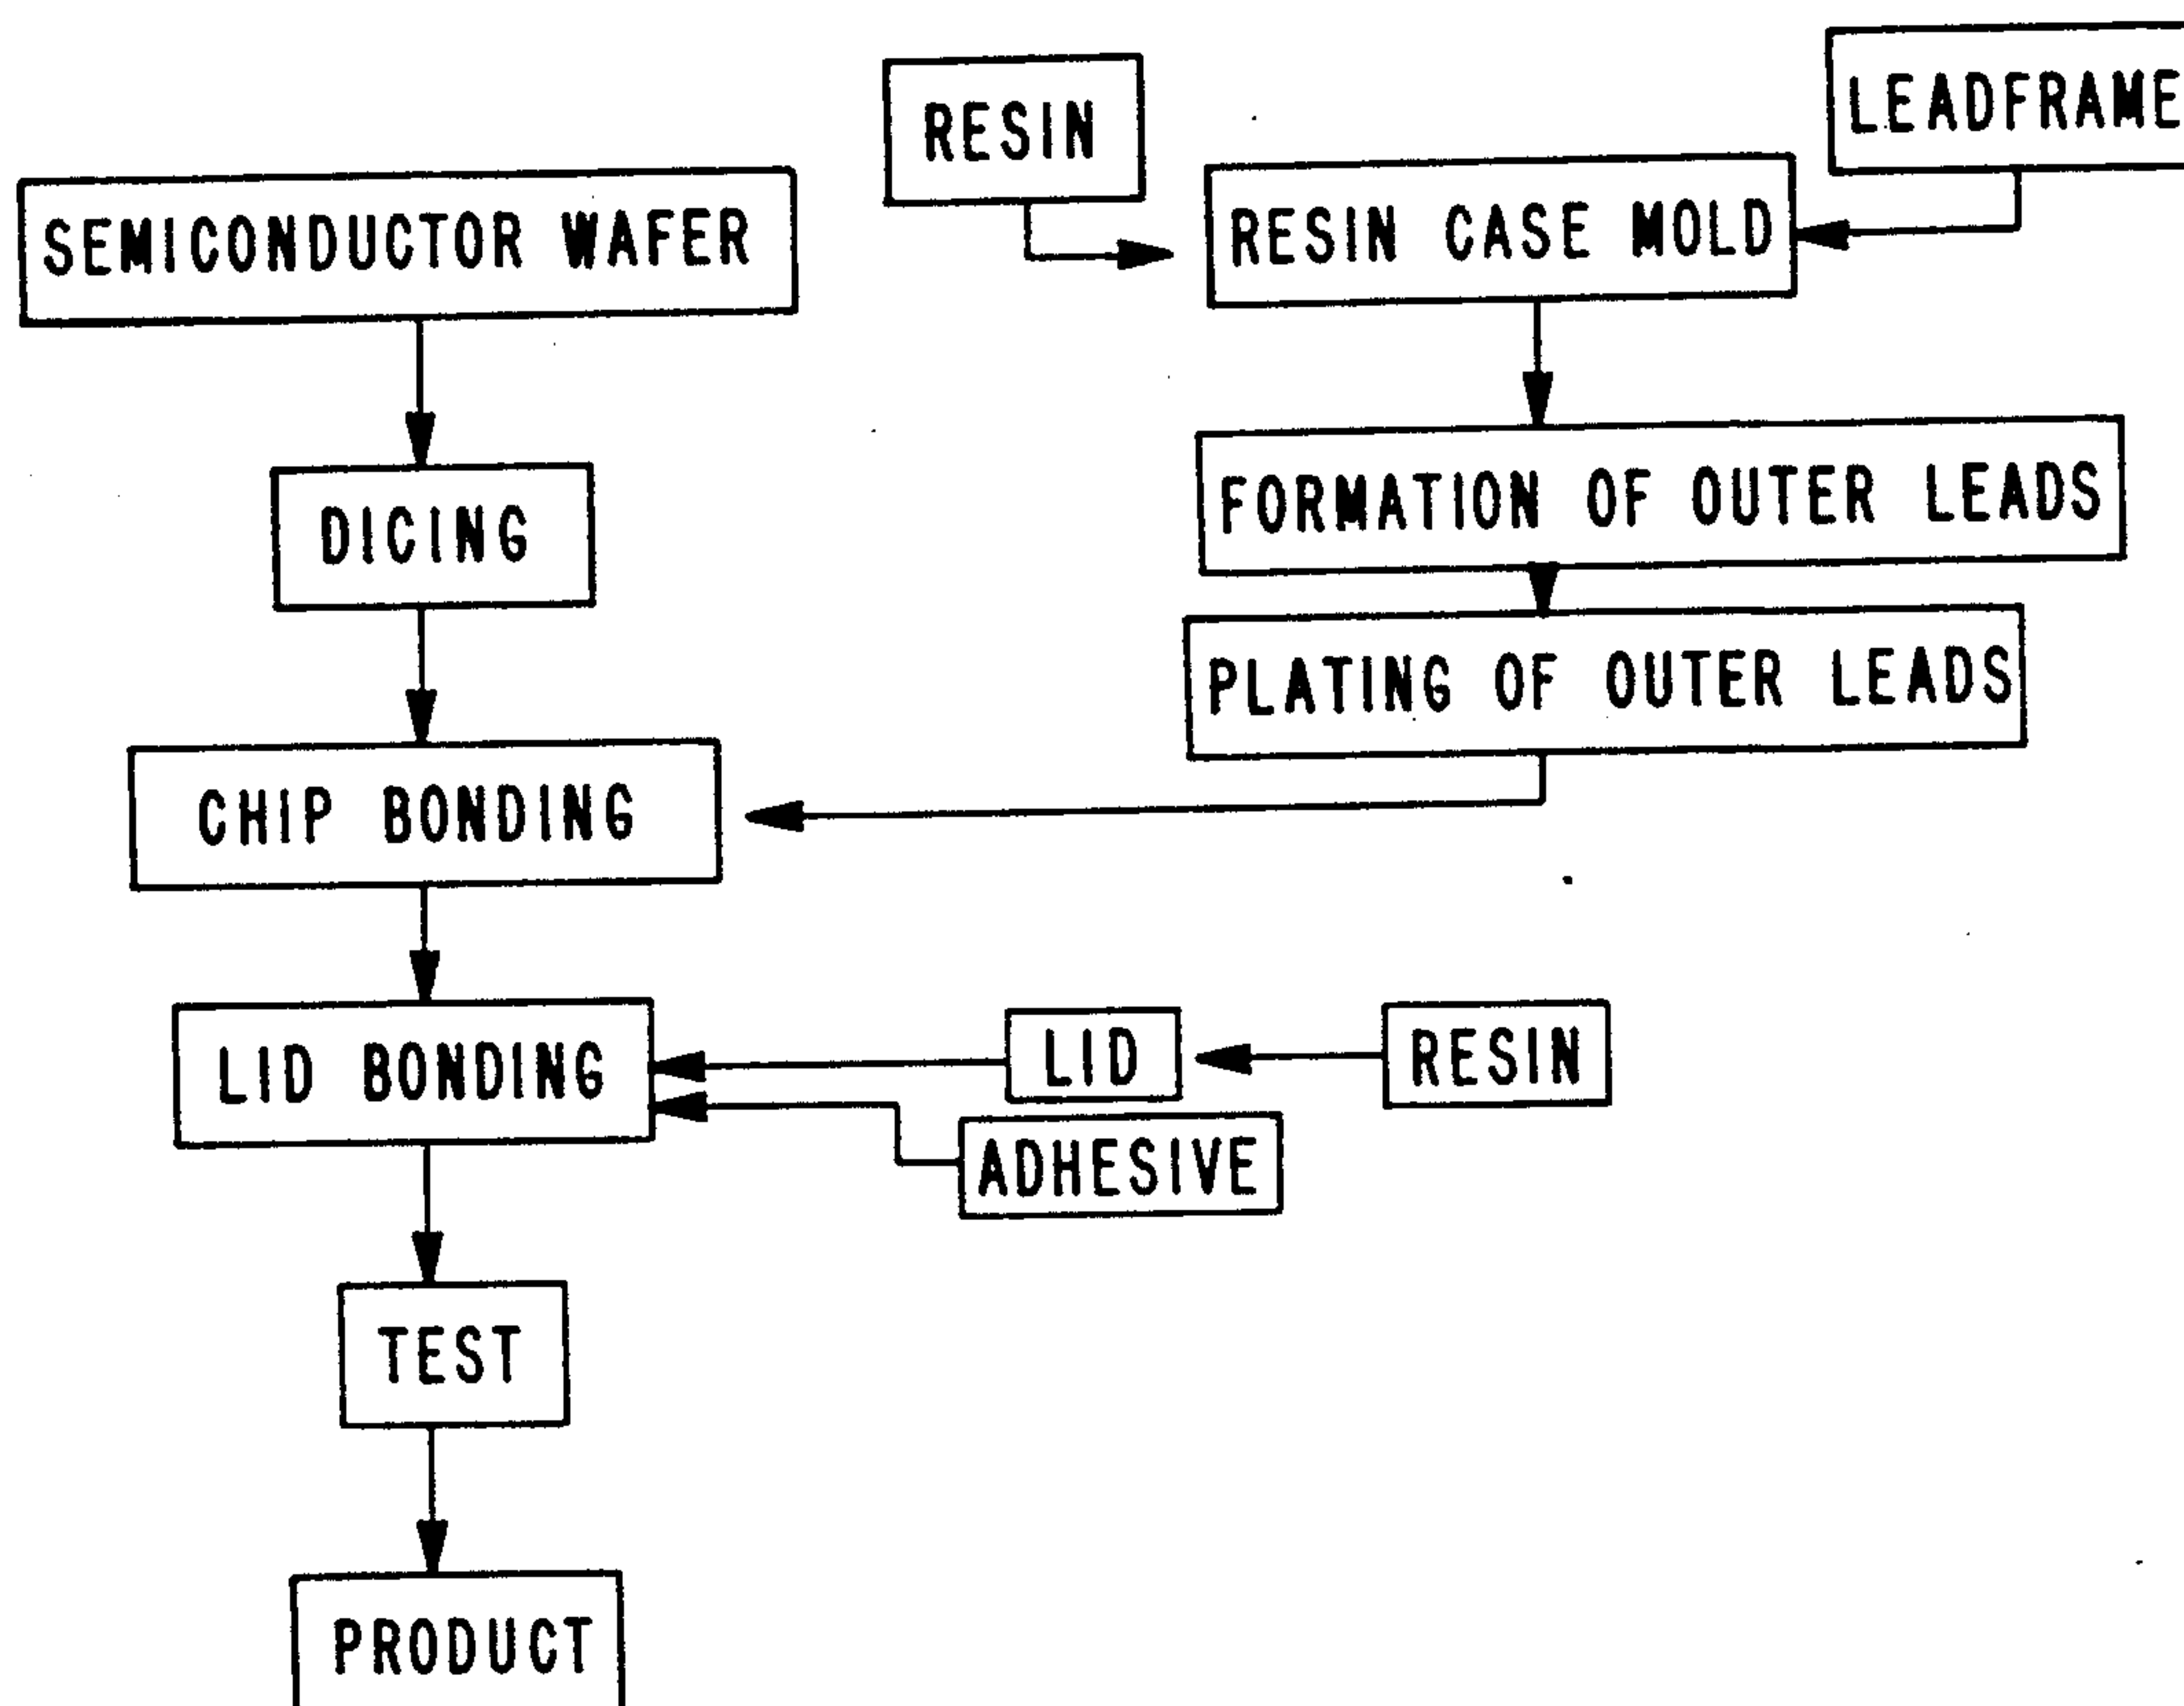 RESIN
LEADFRAME
SEMICONDUCTOR WAFER
RESIN CASE MOLD
DICING
FORMATION OF OUTER LEADS
PLATING OF OUTER LEADS
CHIP BONDING
LID BONDING
LID
RESIN
ADHESIVE
TEST
PRODUCT